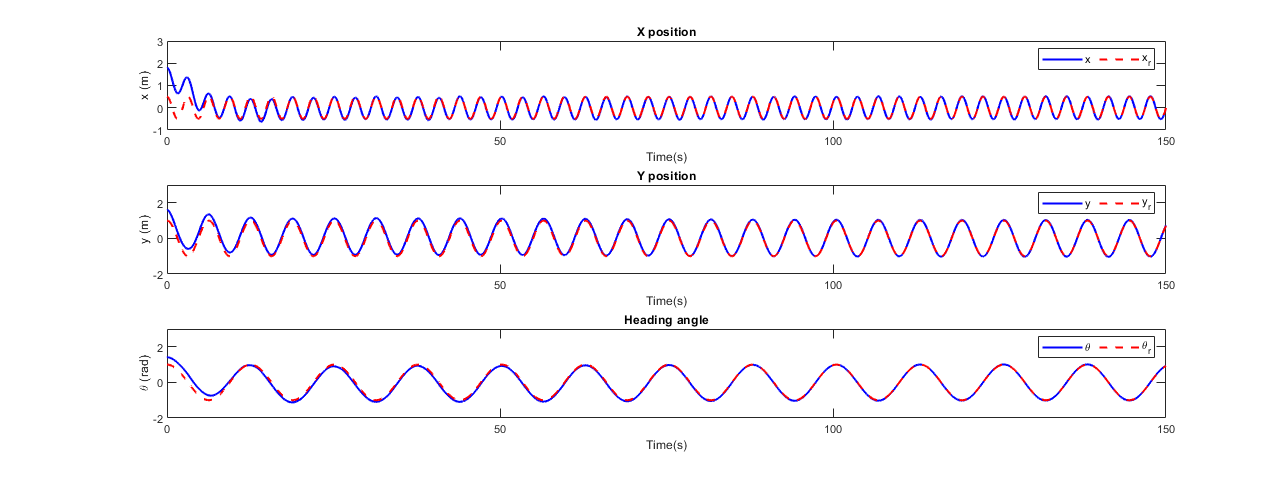 X position
3
2
1
0
-1
x (m)
x
x_r
0
50
100
150
Time(s)
Y position
2
0
-2
y (m)
y
y_r
0
50
100
150
Time(s)
Heading angle
2
0
-2
θ (rad)
θ
θ_r
0
50
100
150
Time(s)